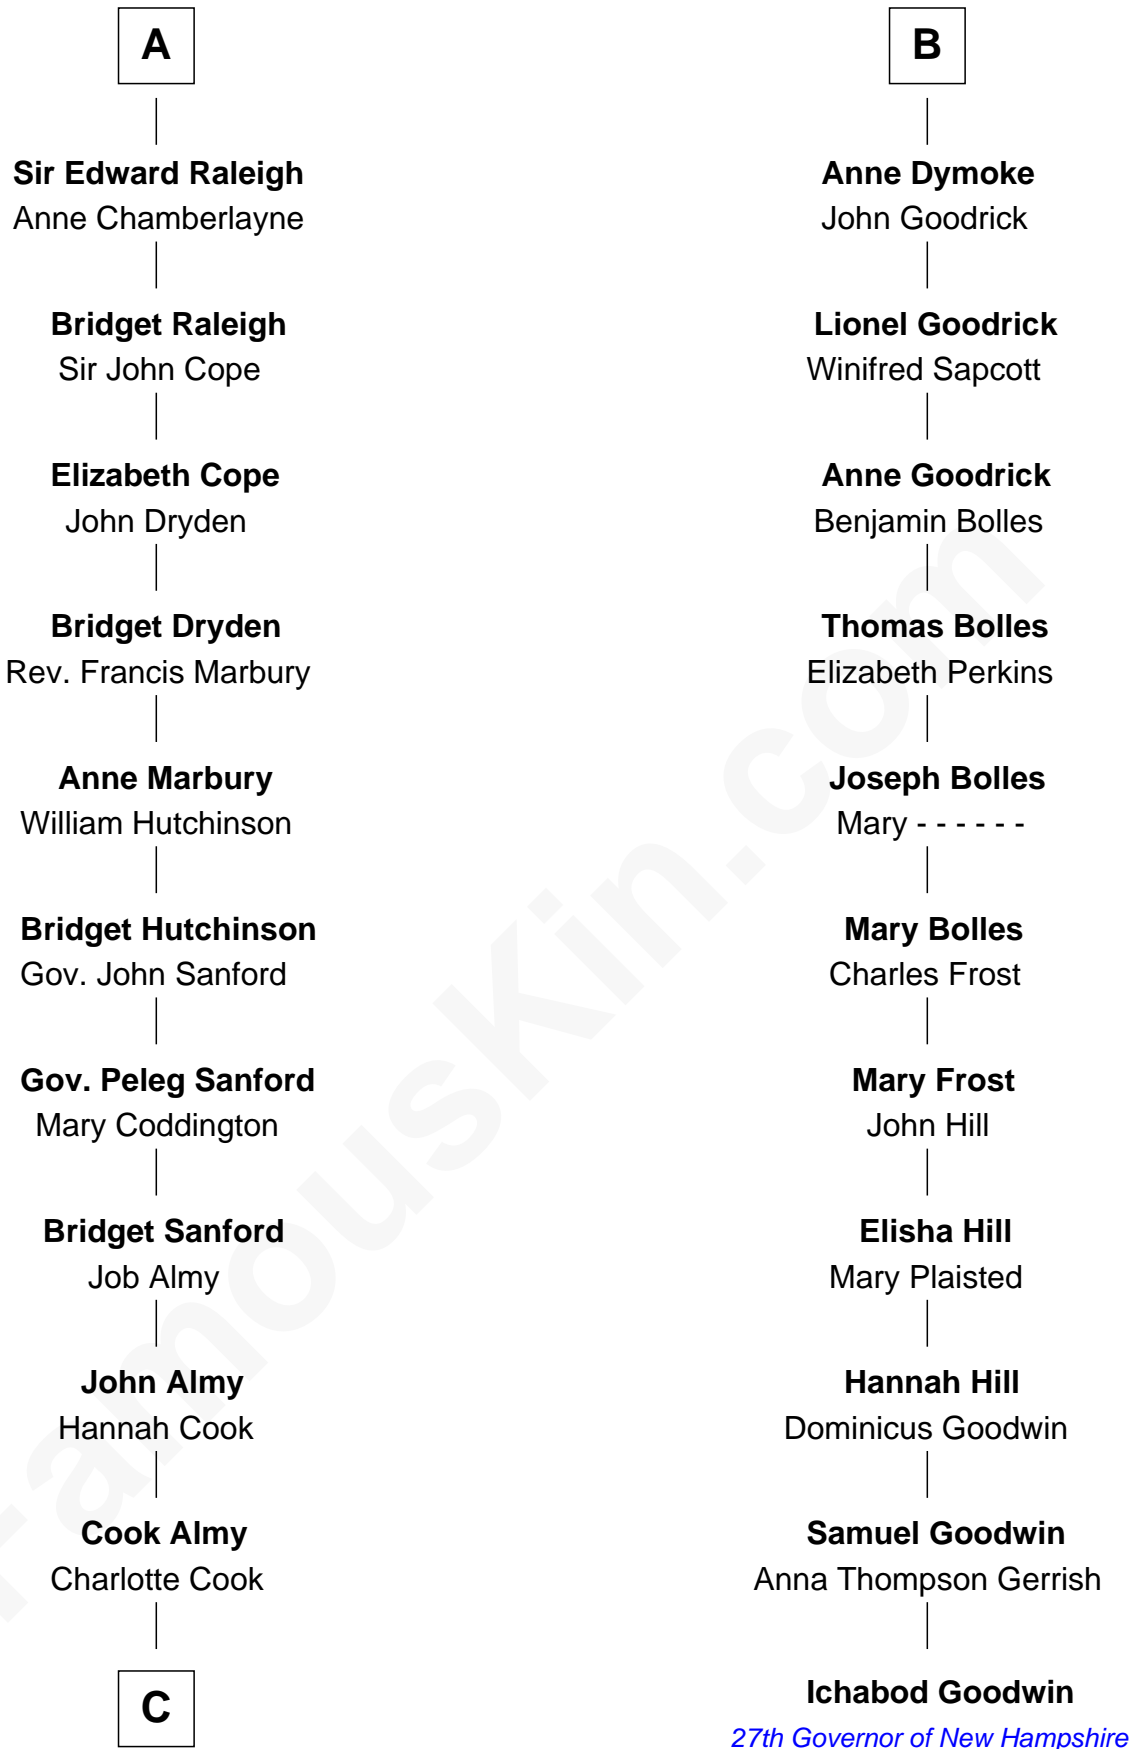 A
Sir Edward Raleigh
Anne Chamberlayne
Bridget Raleigh
Sir John Cope
Elizabeth Cope
John Dryden
Bridget Dryden
Rev. Francis Marbury
Anne Marbury
William Hutchinson
Bridget Hutchinson
Gov. John Sanford
Gov. Peleg Sanford
Mary Coddington
Bridget Sanford
Job Almy
John Almy
Hannah Cook
Cook Almy
Charlotte Cook
C
B
Anne Dymoke
John Goodrick
Lionel Goodrick
Winifred Sapcott
Anne Goodrick
Benjamin Bolles
Thomas Bolles
Elizabeth Perkins
Joseph Bolles
Mary - - - - - -
Mary Bolles
Charles Frost
Mary Frost
John Hill
Elisha Hill
Mary Plaisted
Hannah Hill
Dominicus Goodwin
Samuel Goodwin
Anna Thompson Gerrish
Ichabod Goodwin
27th Governor of New Hampshire
FamousKin.com